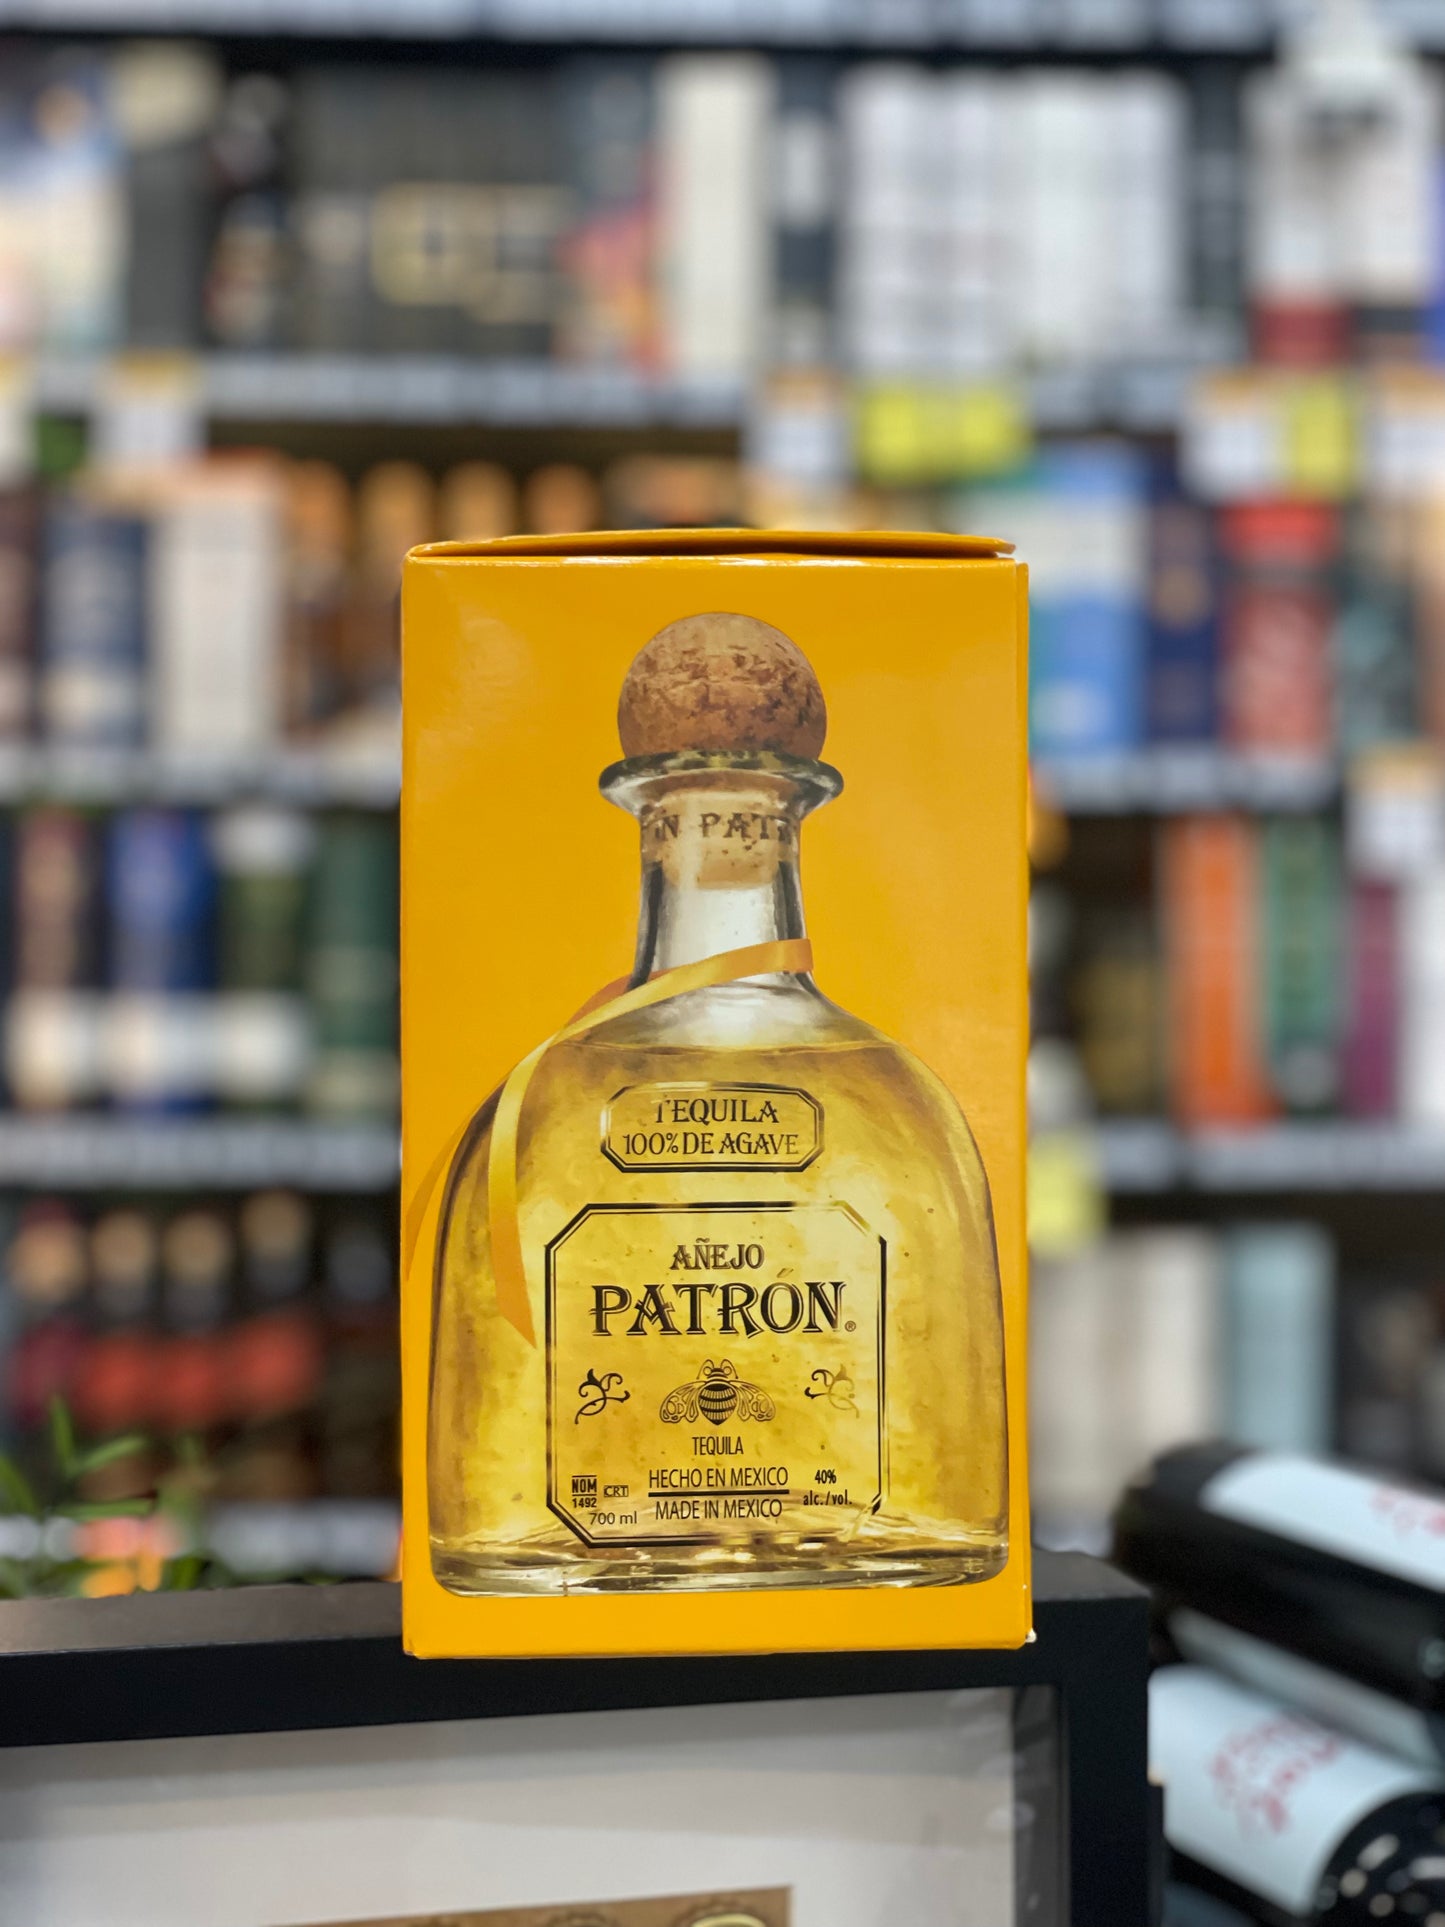 N PAT
TEQUILA
100% DE AGAVE
AÑEJO
PATRÓN®
TEQUILA
HECHO EN MEXICO
MADE IN MEXICO
NOM
1492
CRT
700 ml
40%
alc./vol.